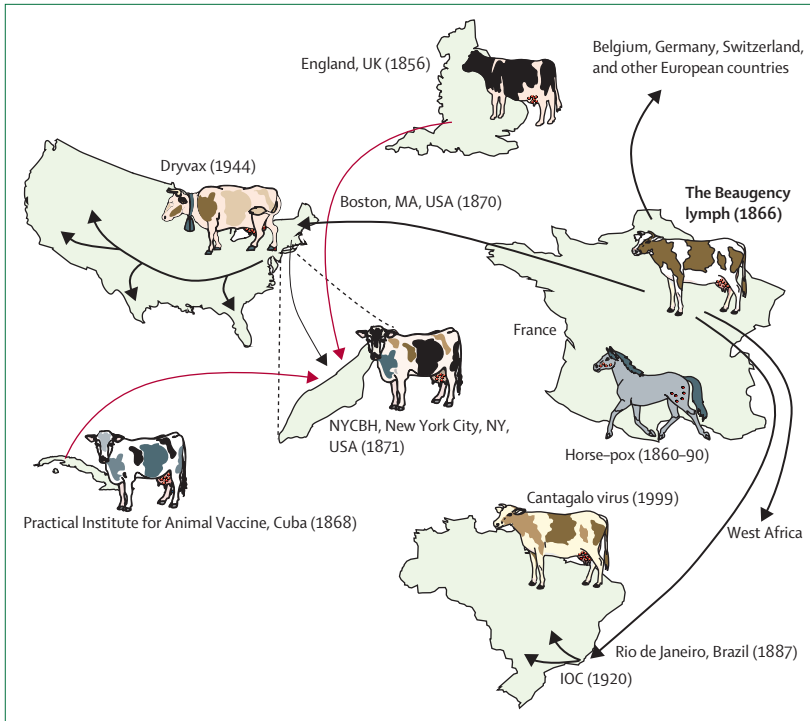 England, UK (1856)
Belgium, Germany, Switzerland,
and other European countries
Dryvax (1944)
Boston, MA, USA (1870)
The Beaugency
lymph (1866)
France
NYCBH, New York City, NY,
USA (1871)
Horse–pox (1860–90)
Practical Institute for Animal Vaccine, Cuba (1868)
Cantagalo virus (1999)
West Africa
Rio de Janeiro, Brazil (1887)
IOC (1920)